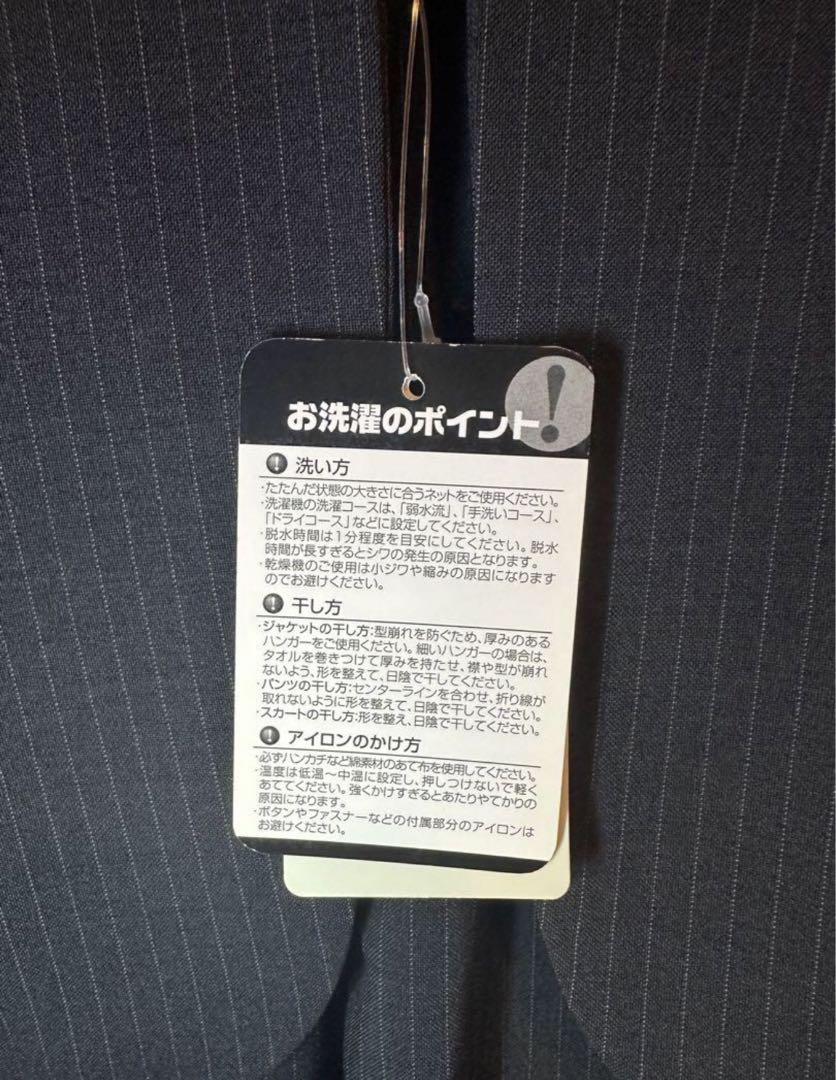 お洗濯のポイント
洗い方
・たたんだ状態の大きさに合うネットをご使用ください。
・洗濯機の洗濯コースは、「弱水流」、「手洗いコース」、
「ドライコース」などに設定してください。
・脱水時間は1分程度を目安にしてください。脱水
時間が長すぎるとシワの発生の原因となります。
・乾燥機のご使用は小ジワや縮みの原因になります
のでお避けください。
干し方
・ジャケットの干し方:型崩れを防ぐため、厚みのある
ハンガーをご使用ください。細いハンガーの場合は、
タオルを巻きつけて厚みを持たせ、襟や型が崩れ
ないよう、形を整えて、日陰で干してください。
・パンツの干し方:センターラインを合わせ、折り線が
取れないように形を整えて、日陰で干してください。
・スカートの干し方:形を整え、日陰で干してください。
アイロンのかけ方
・必ずハンカチなど綿素材のあて布を使用してください。
・温度は低温～中温に設定し、押しつけないで軽く
あててください。強くかけすぎるとあたりやてかりの
原因になります。
・ボタンやファスナーなどの付属部分のアイロンは
お避けください。